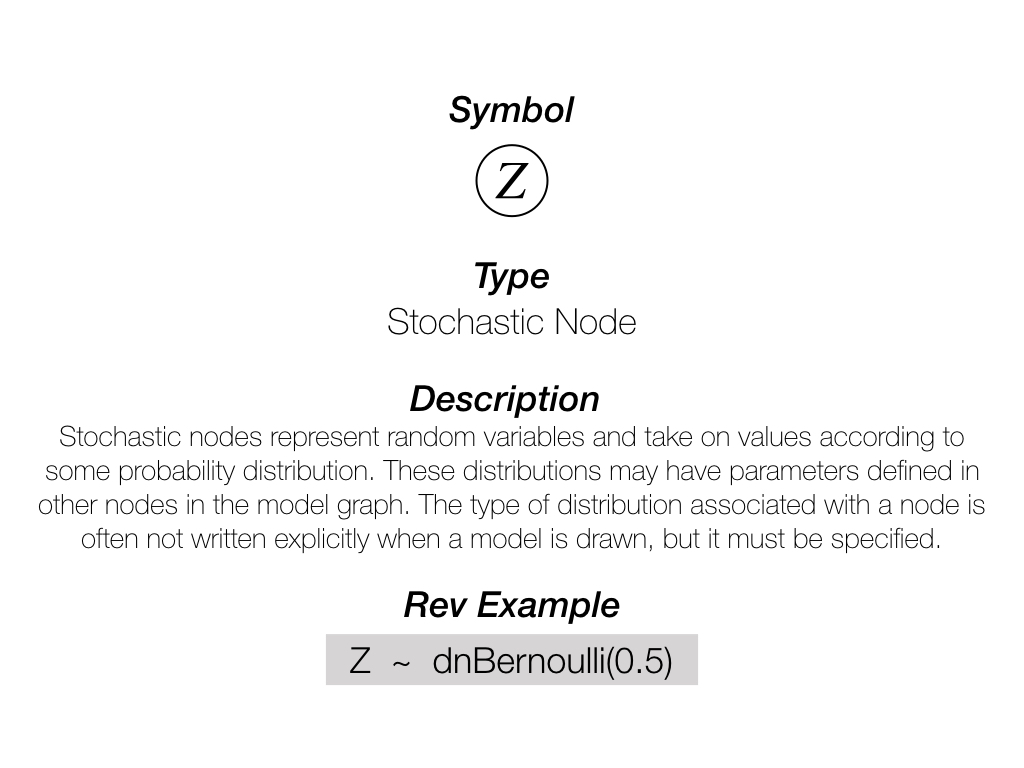 Symbol
Z
Type
Stochastic Node
Description
Stochastic nodes represent random variables and take on values according to
some probability distribution. These distributions may have parameters defined in
other nodes in the model graph. The type of distribution associated with a node is
often not written explicitly when a model is drawn, but it must be specified.
Rev Example
Z ~ dnBernoulli(0.5)